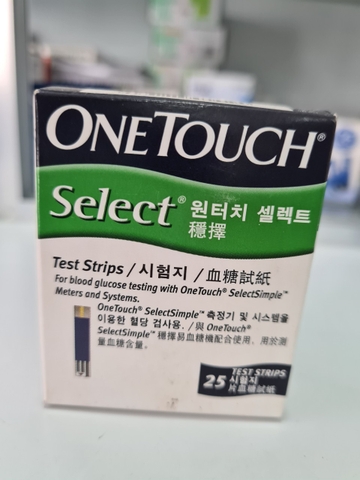 ONETOUCH®
Select® 원터치 셀렉트
穩擇
Test Strips / 시험지 / 血糖試紙
For blood glucose testing with OneTouch® SelectSimple™
Meters and Systems.
OneTouch® SelectSimple™ 측정기 및 시스템을
이용한 혈당 검사용. / 與 OneTouch®
SelectSimple™ 穩擇易血糖機配合使用，用於測
量血糖含量。
25 TEST STRIPS
시험지
片血糖試紙